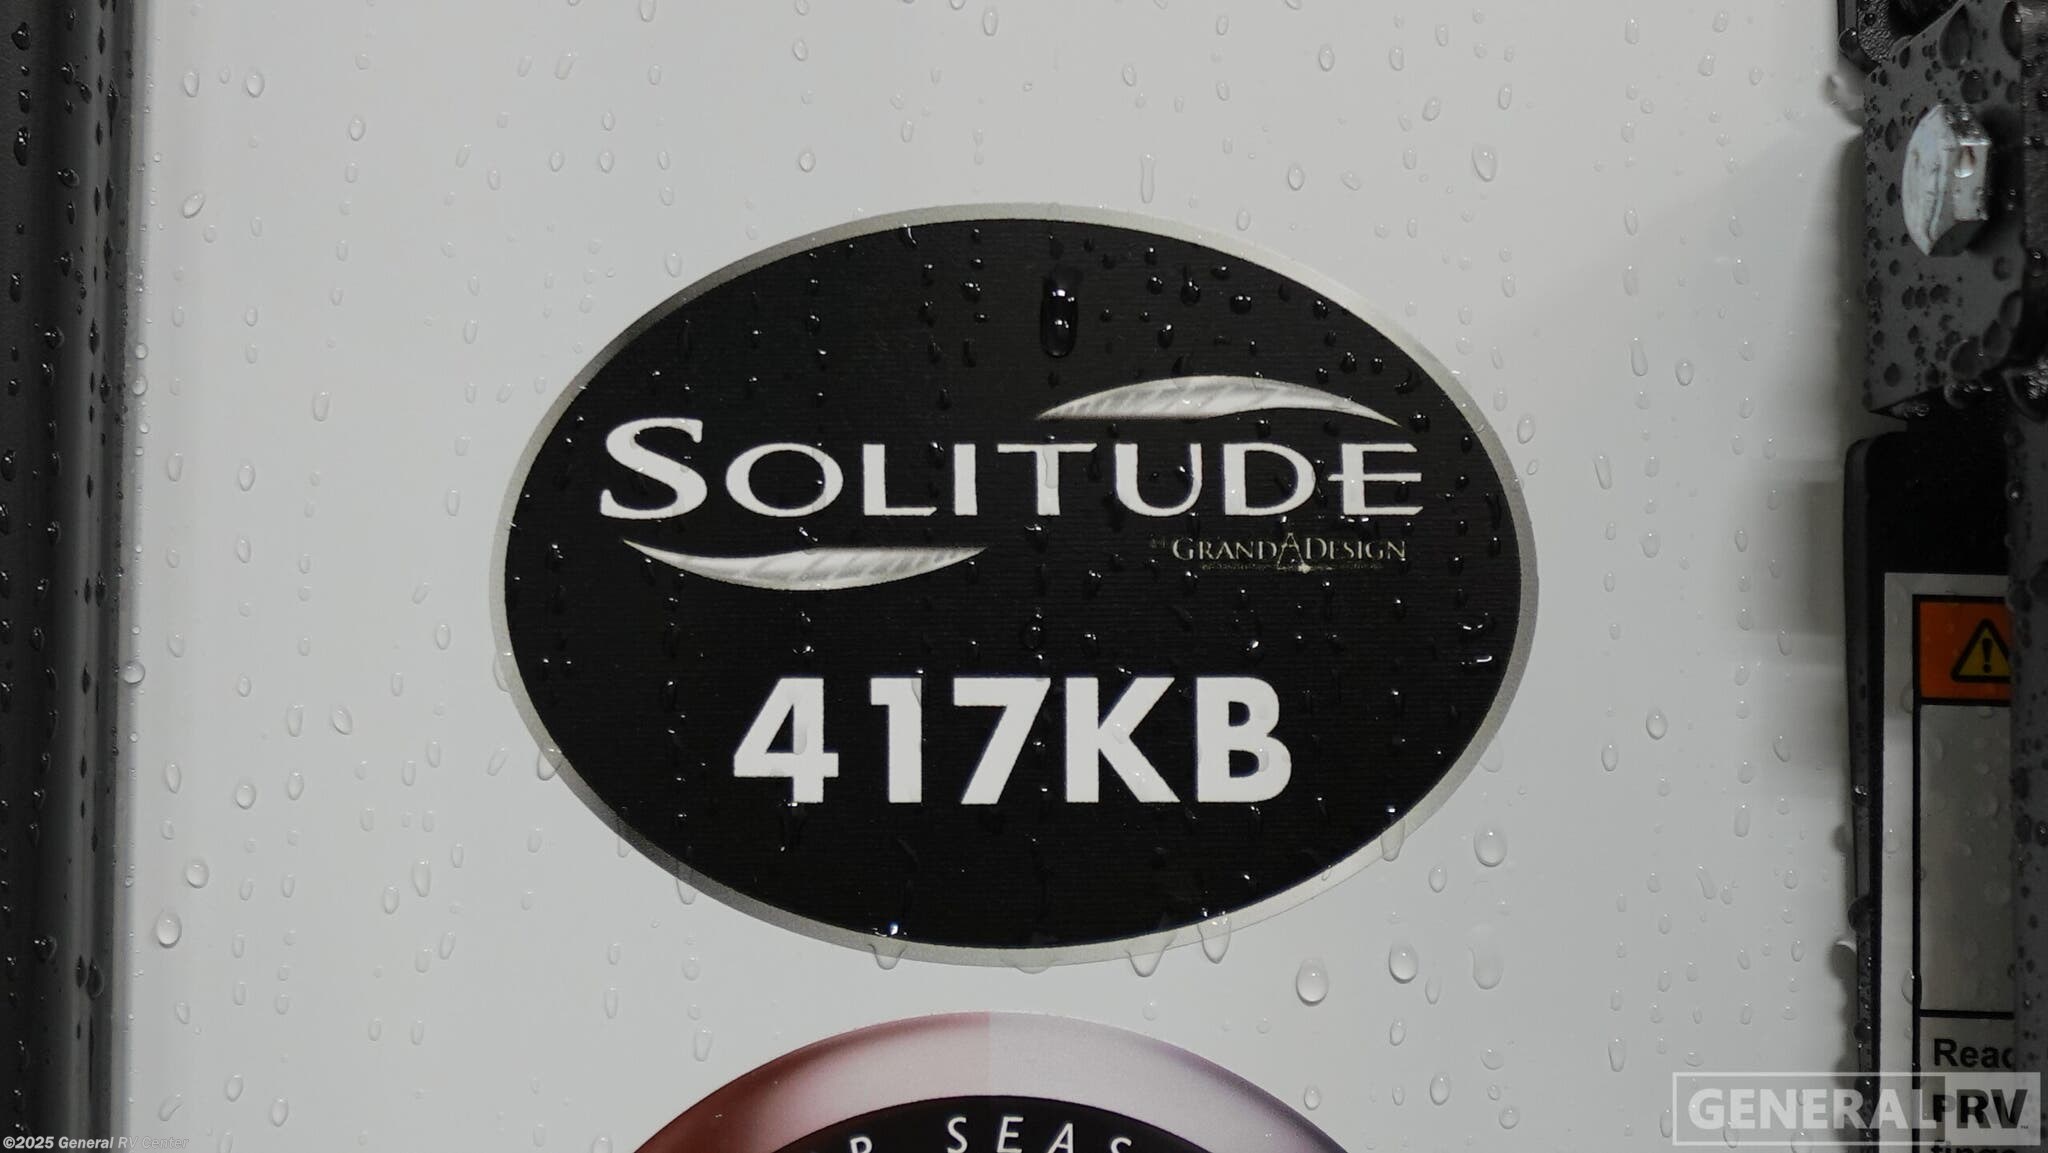 SOLITUDE
GRAND DESIGN
417KB
SEAS
Read
GENERAL RV
©2025 General RV Center